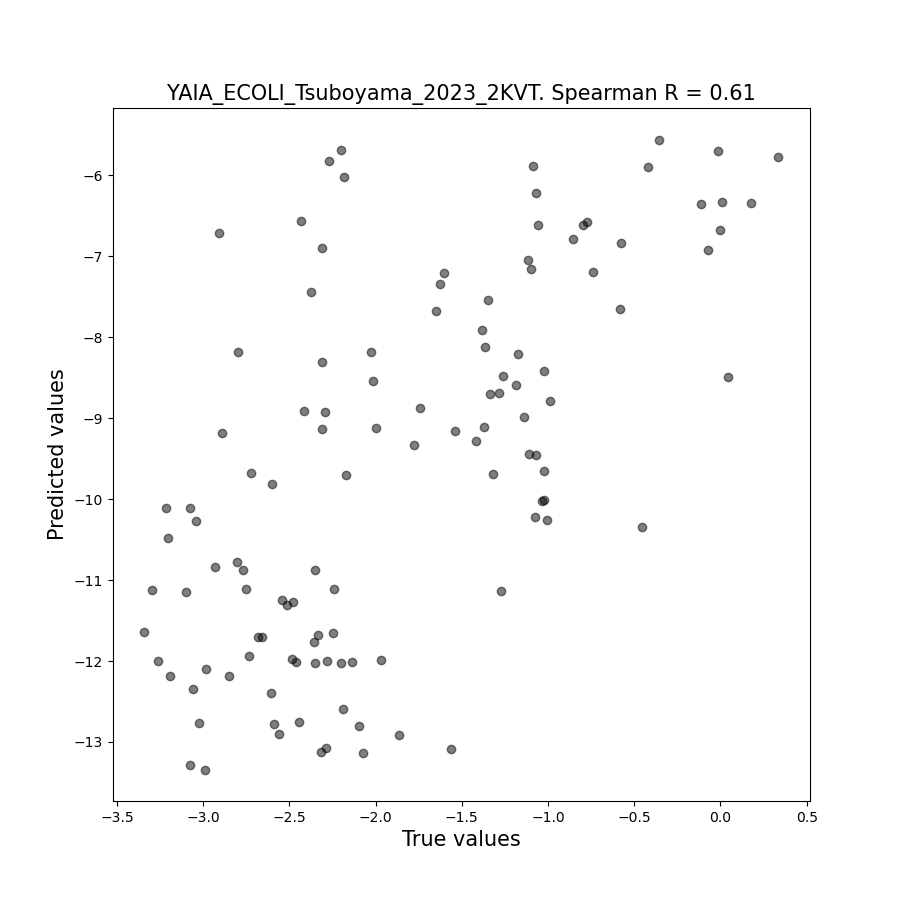 YAIA_ECOLI_Tsuboyama_2023_2KVT. Spearman R = 0.61
Predicted values
−6
−7
−8
−9
−10
−11
−12
−13
−3.5 −3.0 −2.5 −2.0 −1.5 −1.0 −0.5 0.0 0.5
True values